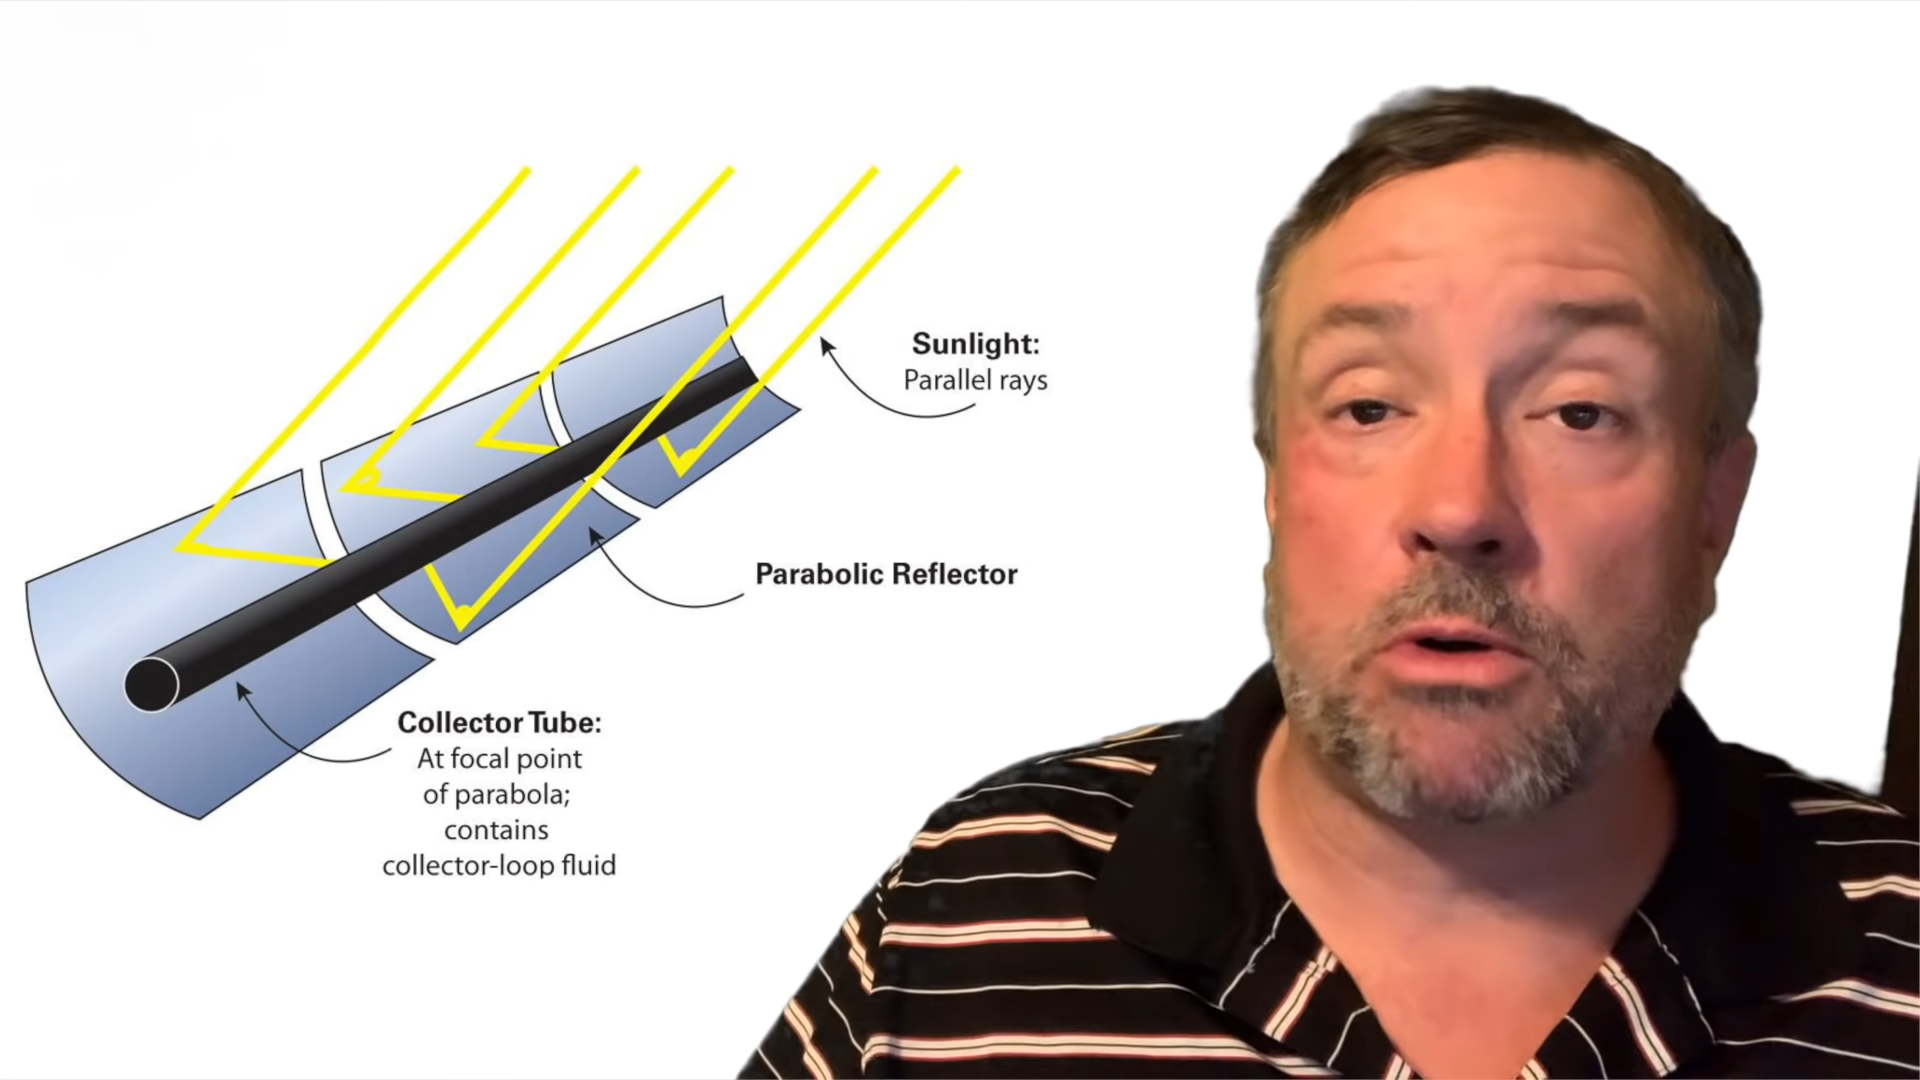 Sunlight:
Parallel rays
Parabolic Reflector
Collector Tube:
At focal point
of parabola;
contains
collector-loop fluid